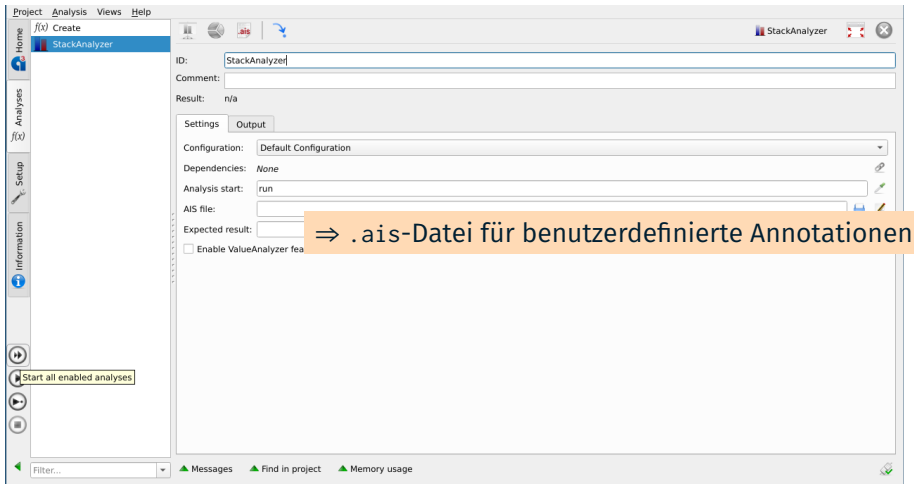 Project Analysis Views Help
Home
Analyses
f(x)
Setup
Information
f(x) Create
StackAnalyzer
.ais
StackAnalyzer
ID: StackAnalyzer
Comment:
Result: n/a
Settings Output
Configuration: Default Configuration
Dependencies: None
Analysis start: run
AIS file:
Expected result:
Enable ValueAnalyzer
⇒ .ais-Datei für benutzerdefinierte Annotationen
Start all enabled analyses
Filter...
Messages Find in project Memory usage